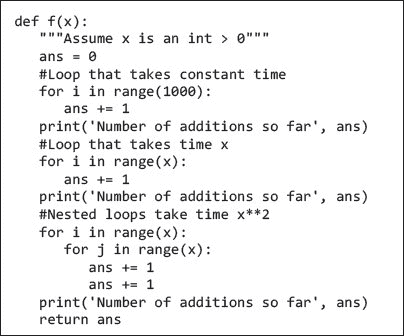 def f(x):
   """Assume x is an int > 0"""
   ans = 0
   #Loop that takes constant time
   for i in range(1000):
      ans += 1
   print('Number of additions so far', ans)
   #Loop that takes time x
   for i in range(x):
      ans += 1
   print('Number of additions so far', ans)
   #Nested loops take time x**2
   for i in range(x):
      for j in range(x):
         ans += 1
         ans += 1
   print('Number of additions so far', ans)
   return ans